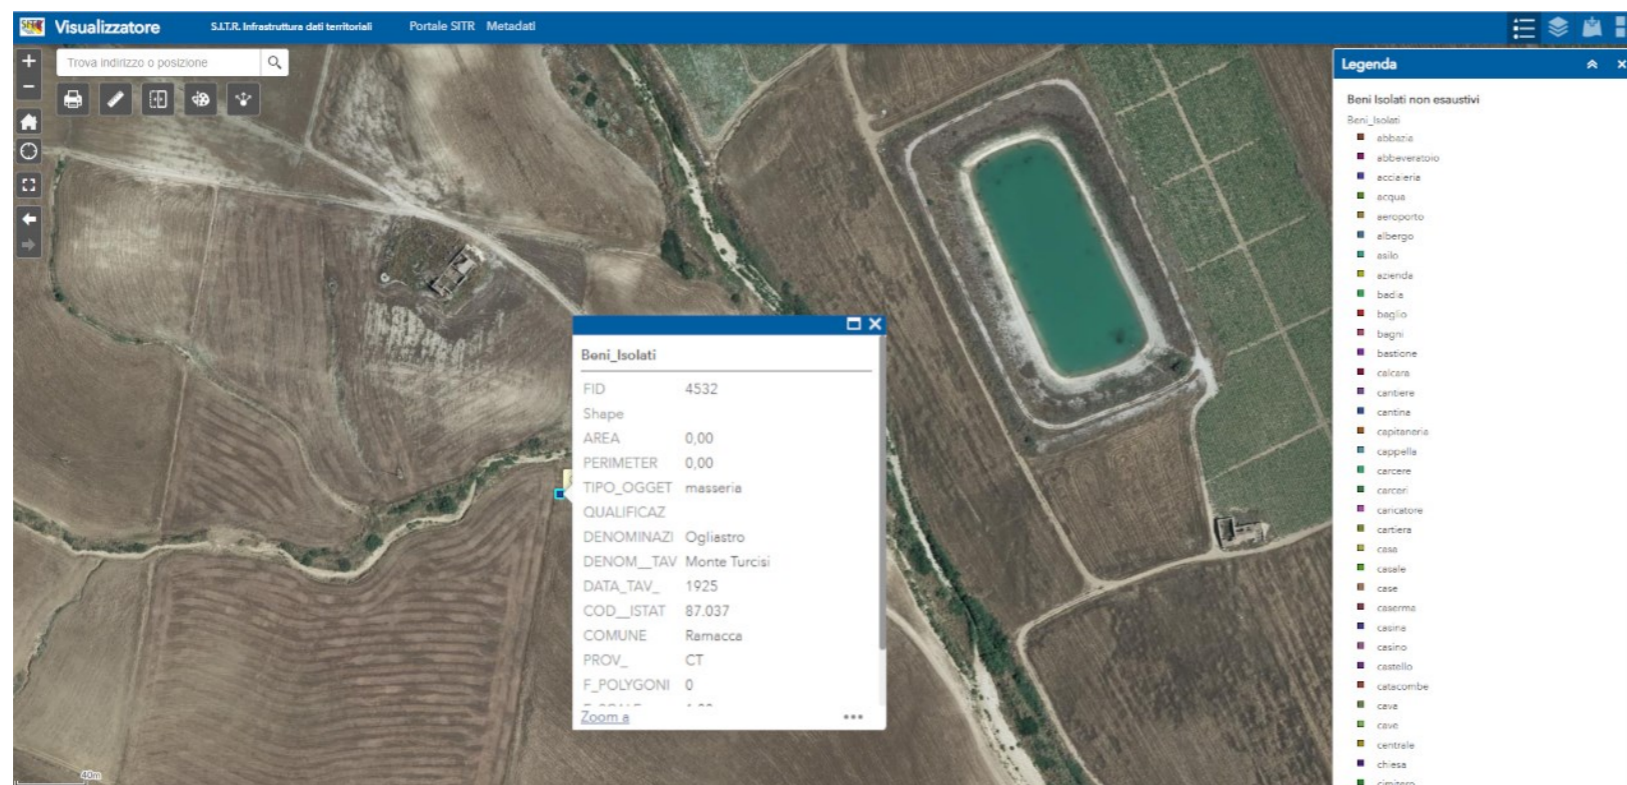 Visualizzatore S.I.T.R. Infrastruttura dati territoriali Portale SITR Metadati
Trova indirizzo o posizione
Legenda
Beni Isolati non esaustivi
Beni_Isolati
abbazia
abbeveratoio
acciaieria
acqua
aeroporto
albergo
asilo
azienda
badia
baglio
bagni
bastione
calcara
cantiere
cantina
capitaneria
cappella
carcere
carceri
caricatore
cartiera
casa
casale
case
caserma
casina
casino
castello
catacombe
cava
cave
centrale
chiesa
cimitero
Beni_Isolati
FID 4532
Shape
AREA 0,00
PERIMETER 0,00
TIPO_OGGET masseria
QUALIFICAZ
DENOMINAZI Ogliastro
DENOM__TAV Monte Turcisi
DATA_TAV_ 1925
COD__ISTAT 87.037
COMUNE Ramacca
PROV_ CT
F_POLYGONI 0
Zoom a
40m